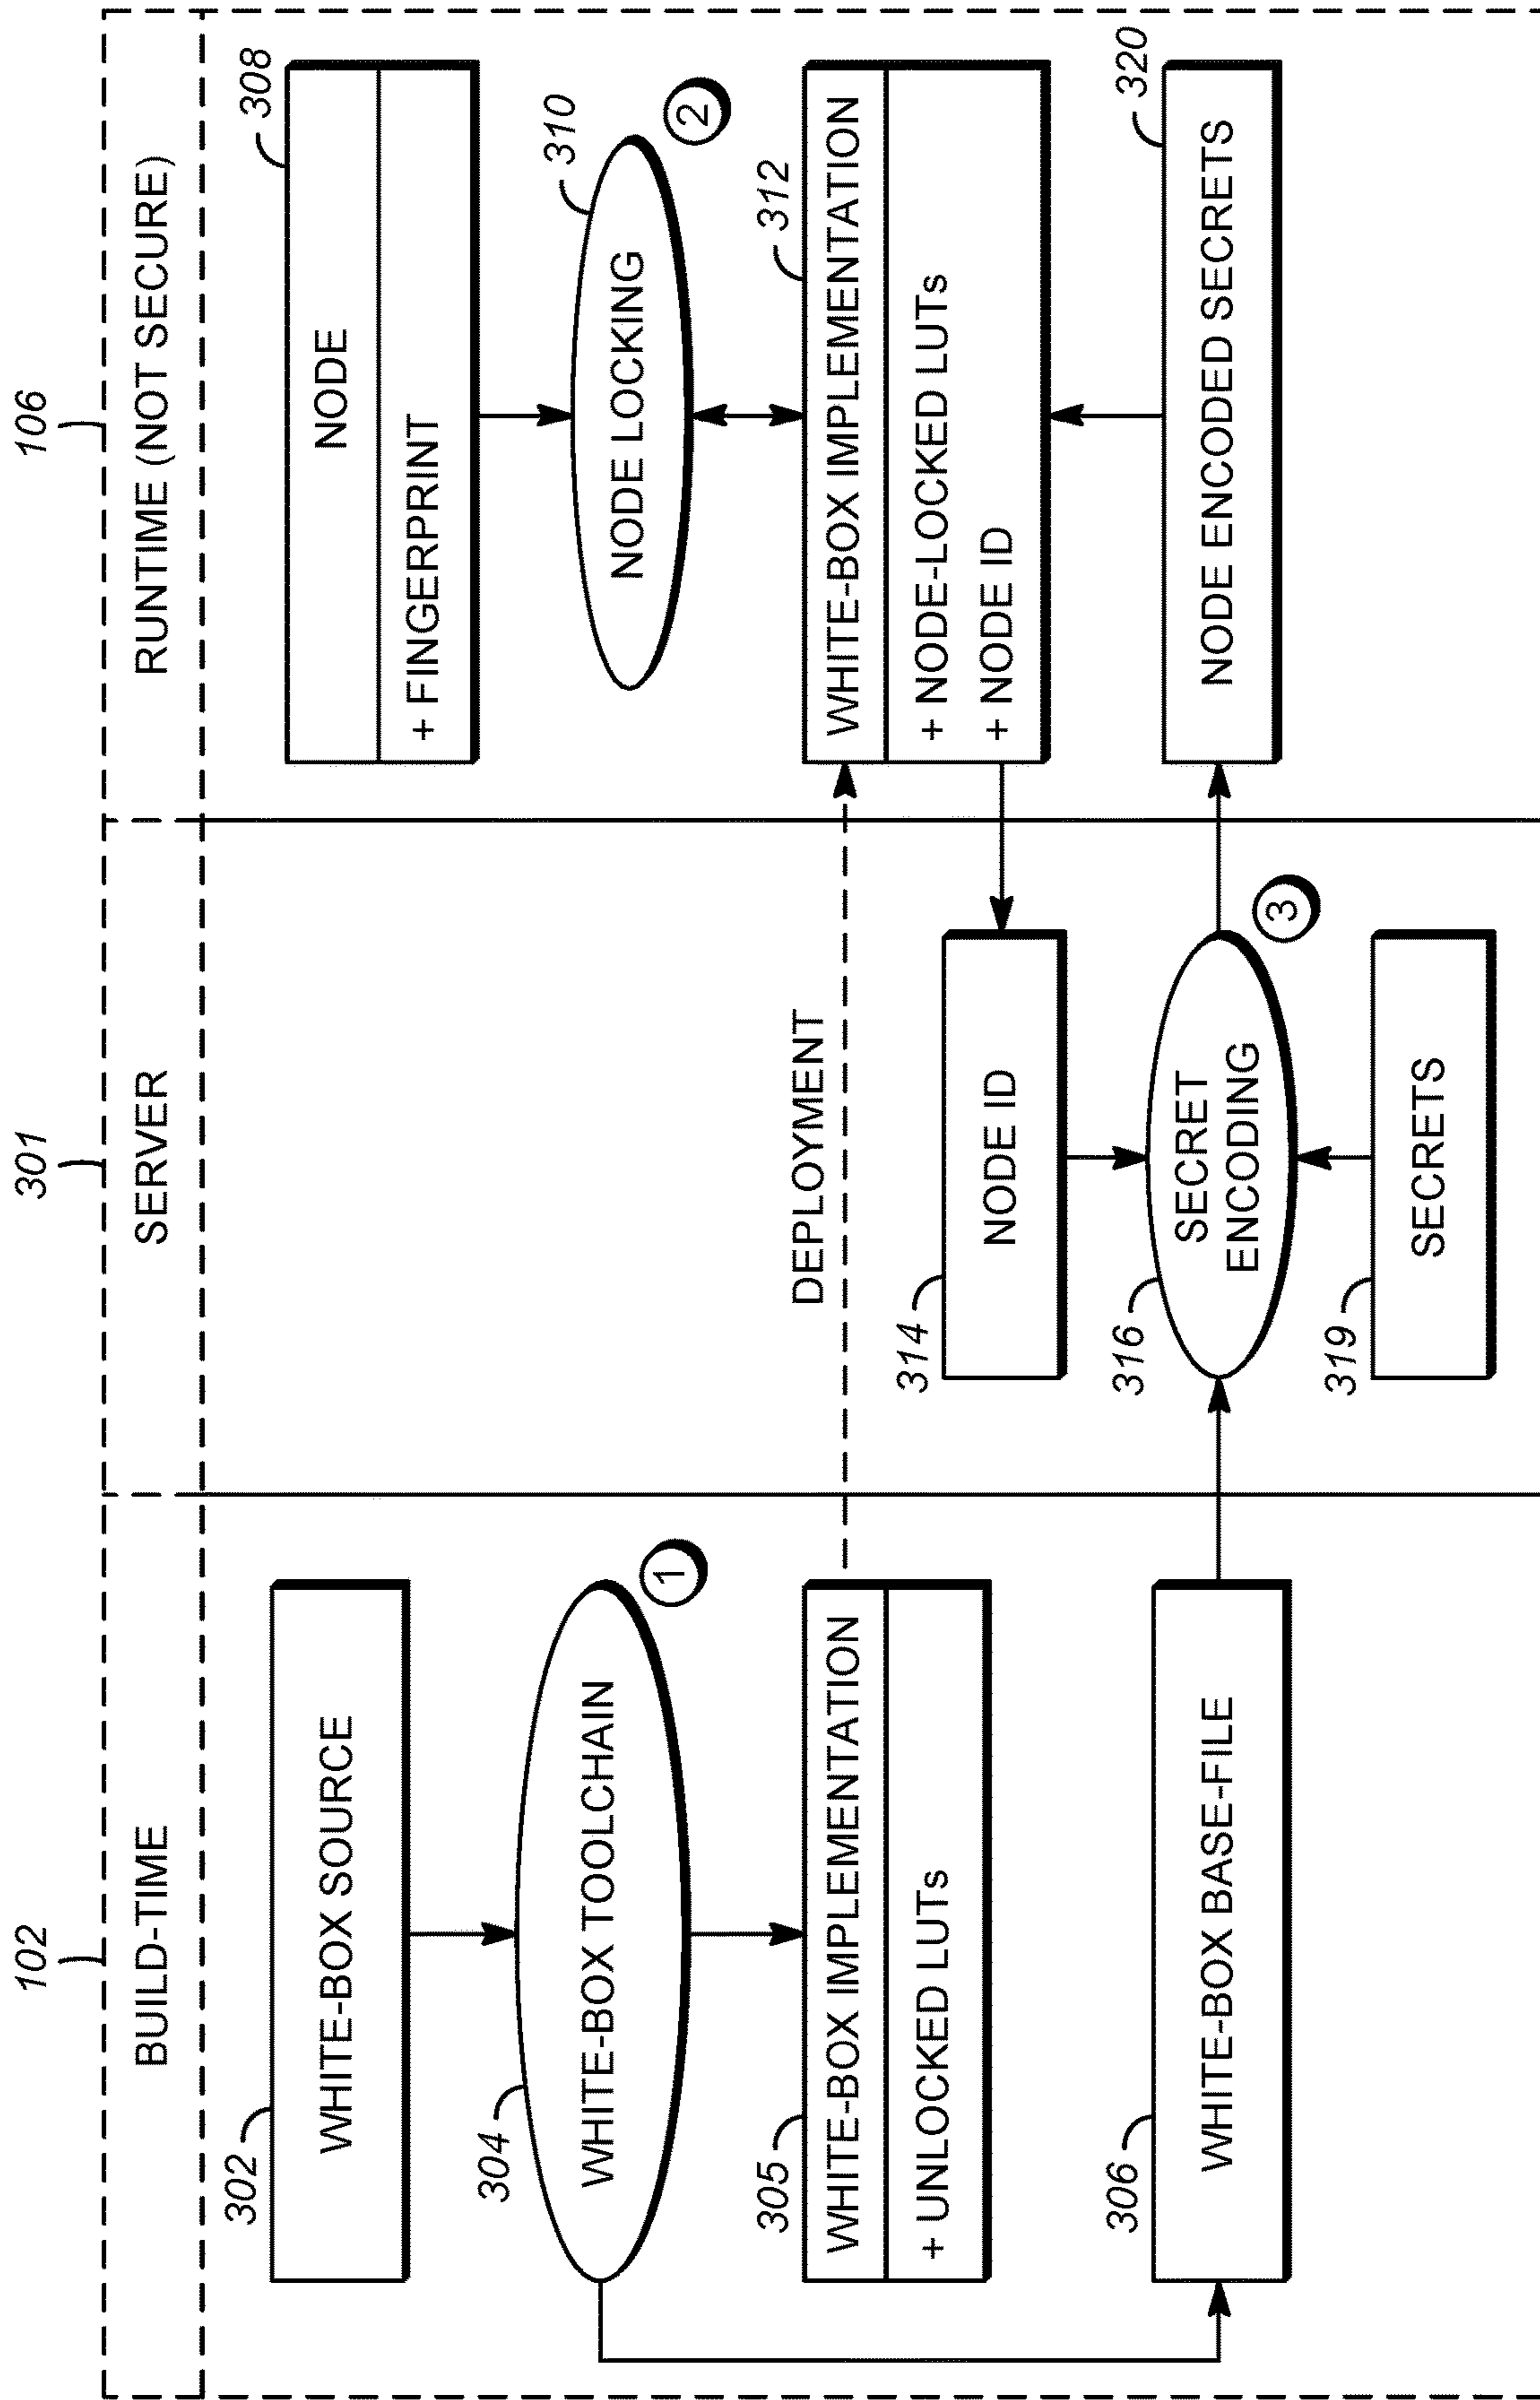 102
301
106
BUILD-TIME
SERVER
RUNTIME (NOT SECURE)
302
WHITE-BOX SOURCE
304
WHITE-BOX TOOLCHAIN
1
305
WHITE-BOX IMPLEMENTATION
+ UNLOCKED LUTs
306
WHITE-BOX BASE-FILE
DEPLOYMENT
314
NODE ID
316
SECRET
ENCODING
3
319
SECRETS
308
NODE
+ FINGERPRINT
310
NODE LOCKING
2
312
WHITE-BOX IMPLEMENTATION
+ NODE-LOCKED LUTs
+ NODE ID
320
NODE ENCODED SECRETS